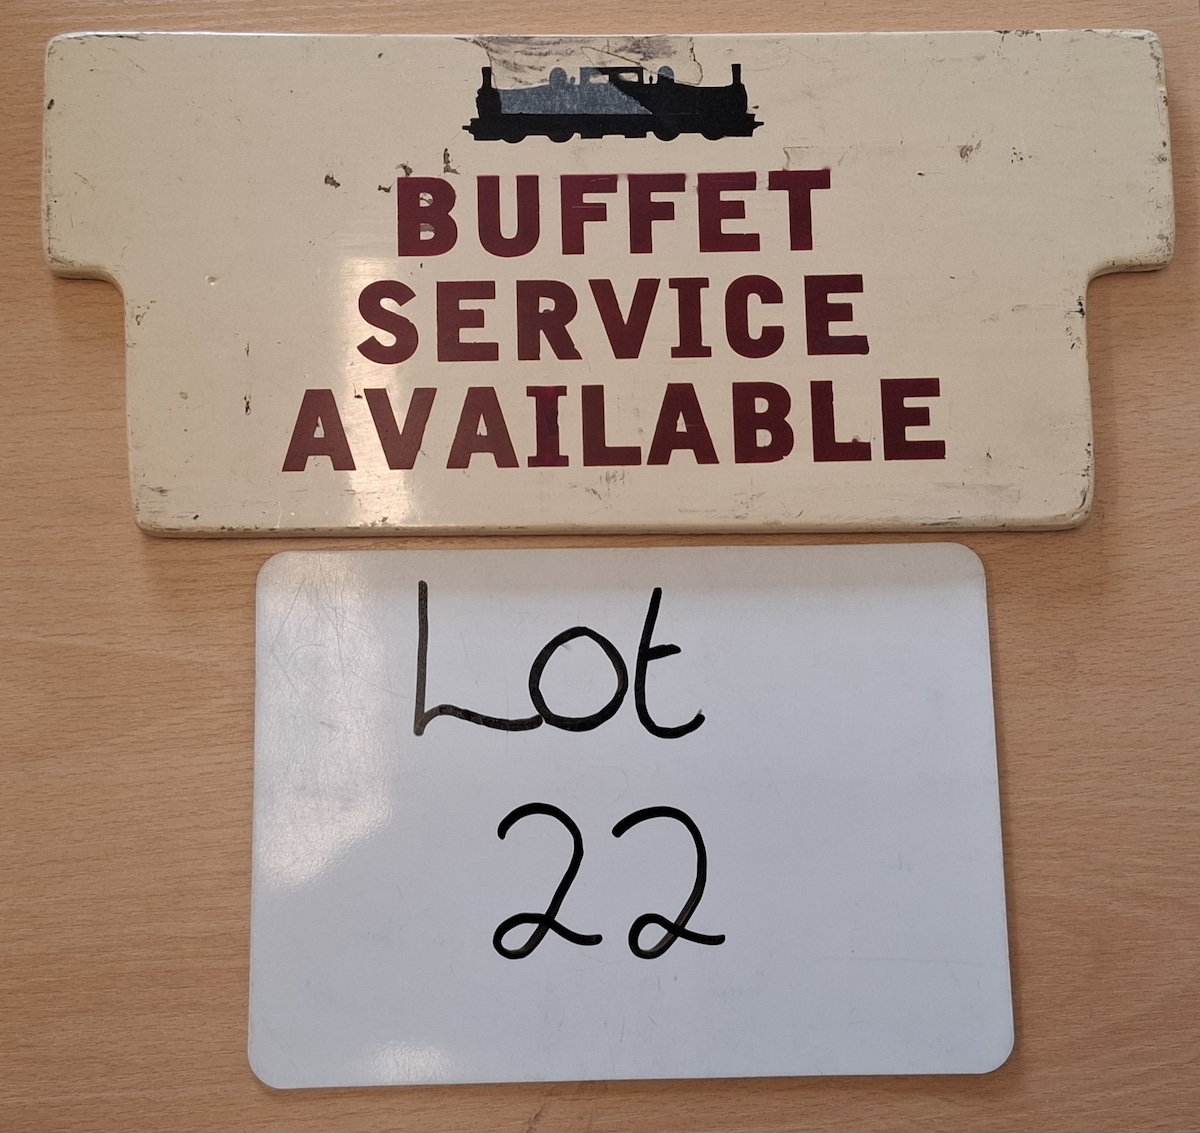 BUFFET
SERVICE
AVAILABLE
Lot
22